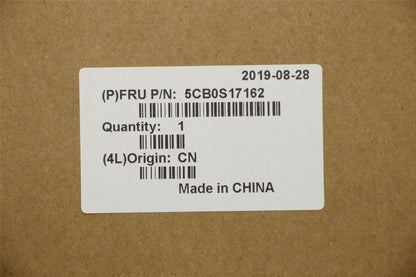 2019-08-28
(P)FRU P/N: 5CB0S17162
Quantity: 1
(4L)Origin: CN
Made in CHINA